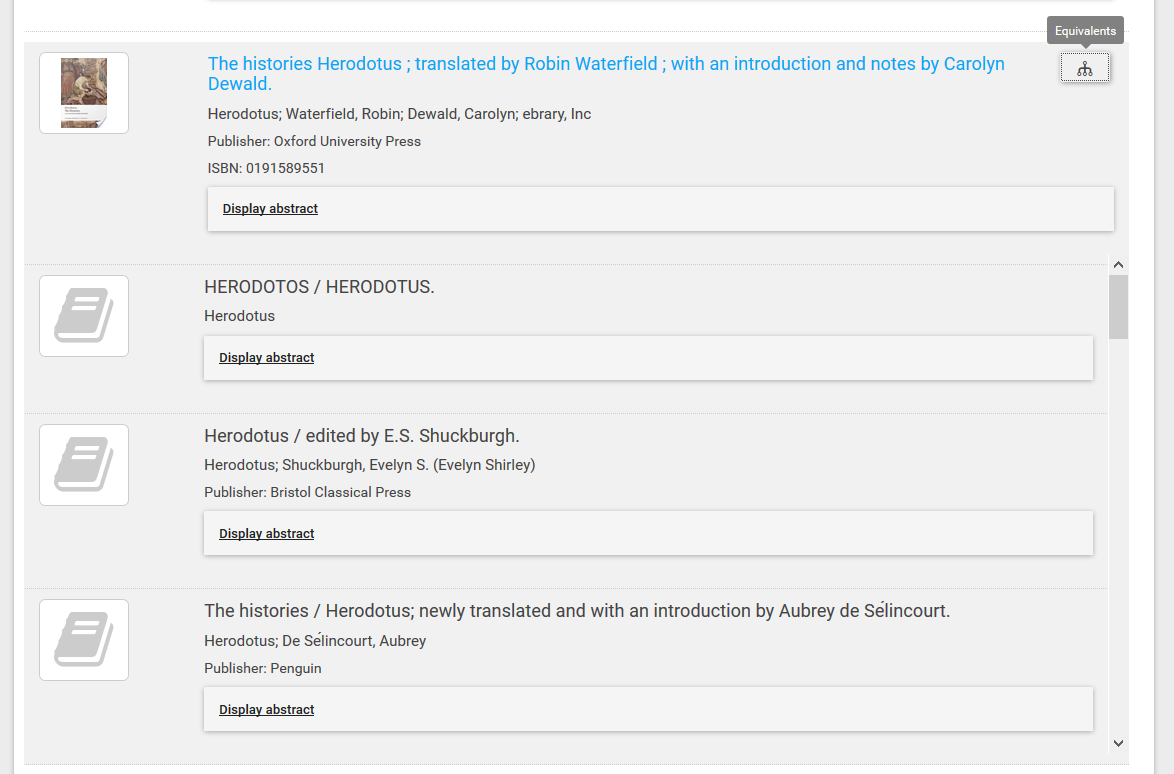 Equivalents
The histories Herodotus ; translated by Robin Waterfield ; with an introduction and notes by Carolyn
Dewald.
Herodotus; Waterfield, Robin; Dewald, Carolyn; ebrary, Inc
Publisher: Oxford University Press
ISBN: 0191589551
Display abstract
HERODOTOS / HERODOTUS.
Herodotus
Display abstract
Herodotus / edited by E.S. Shuckburgh.
Herodotus; Shuckburgh, Evelyn S. (Evelyn Shirley)
Publisher: Bristol Classical Press
Display abstract
The histories / Herodotus; newly translated and with an introduction by Aubrey de Sélincourt.
Herodotus; De Sélincourt, Aubrey
Publisher: Penguin
Display abstract